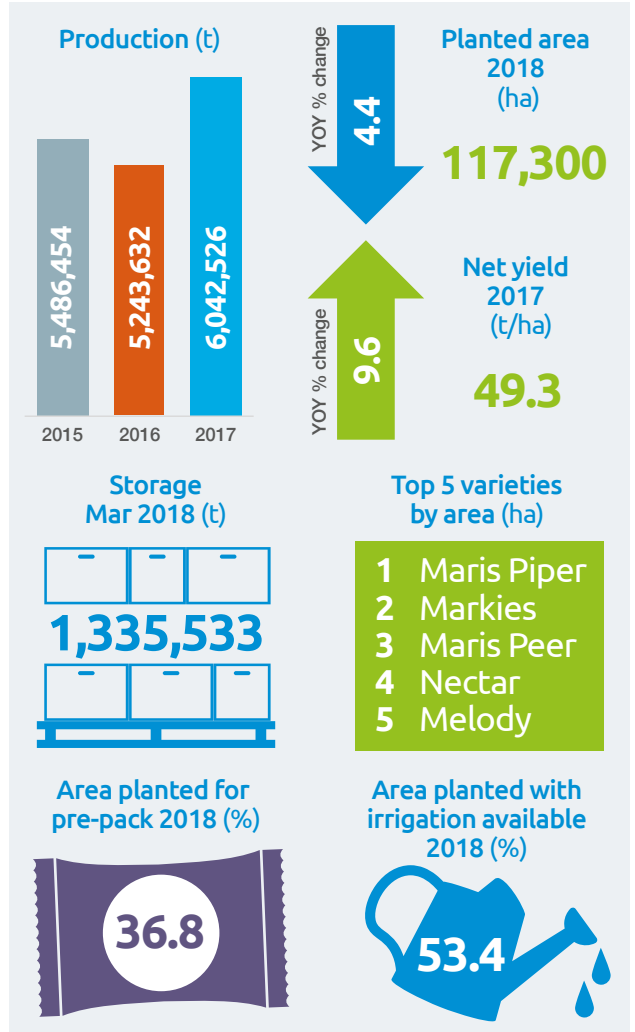 Production (t)
5,486,454
5,243,632
6,042,526
2015
2016
2017
YOY % change
4.4
Planted area
2018
(ha)
117,300
YOY % change
9.6
Net yield
2017
(t/ha)
49.3
Storage
Mar 2018 (t)
1,335,533
Top 5 varieties
by area (ha)
1 Maris Piper
2 Markies
3 Maris Peer
4 Nectar
5 Melody
Area planted for
pre-pack 2018 (%)
36.8
Area planted with
irrigation available
2018 (%)
53.4